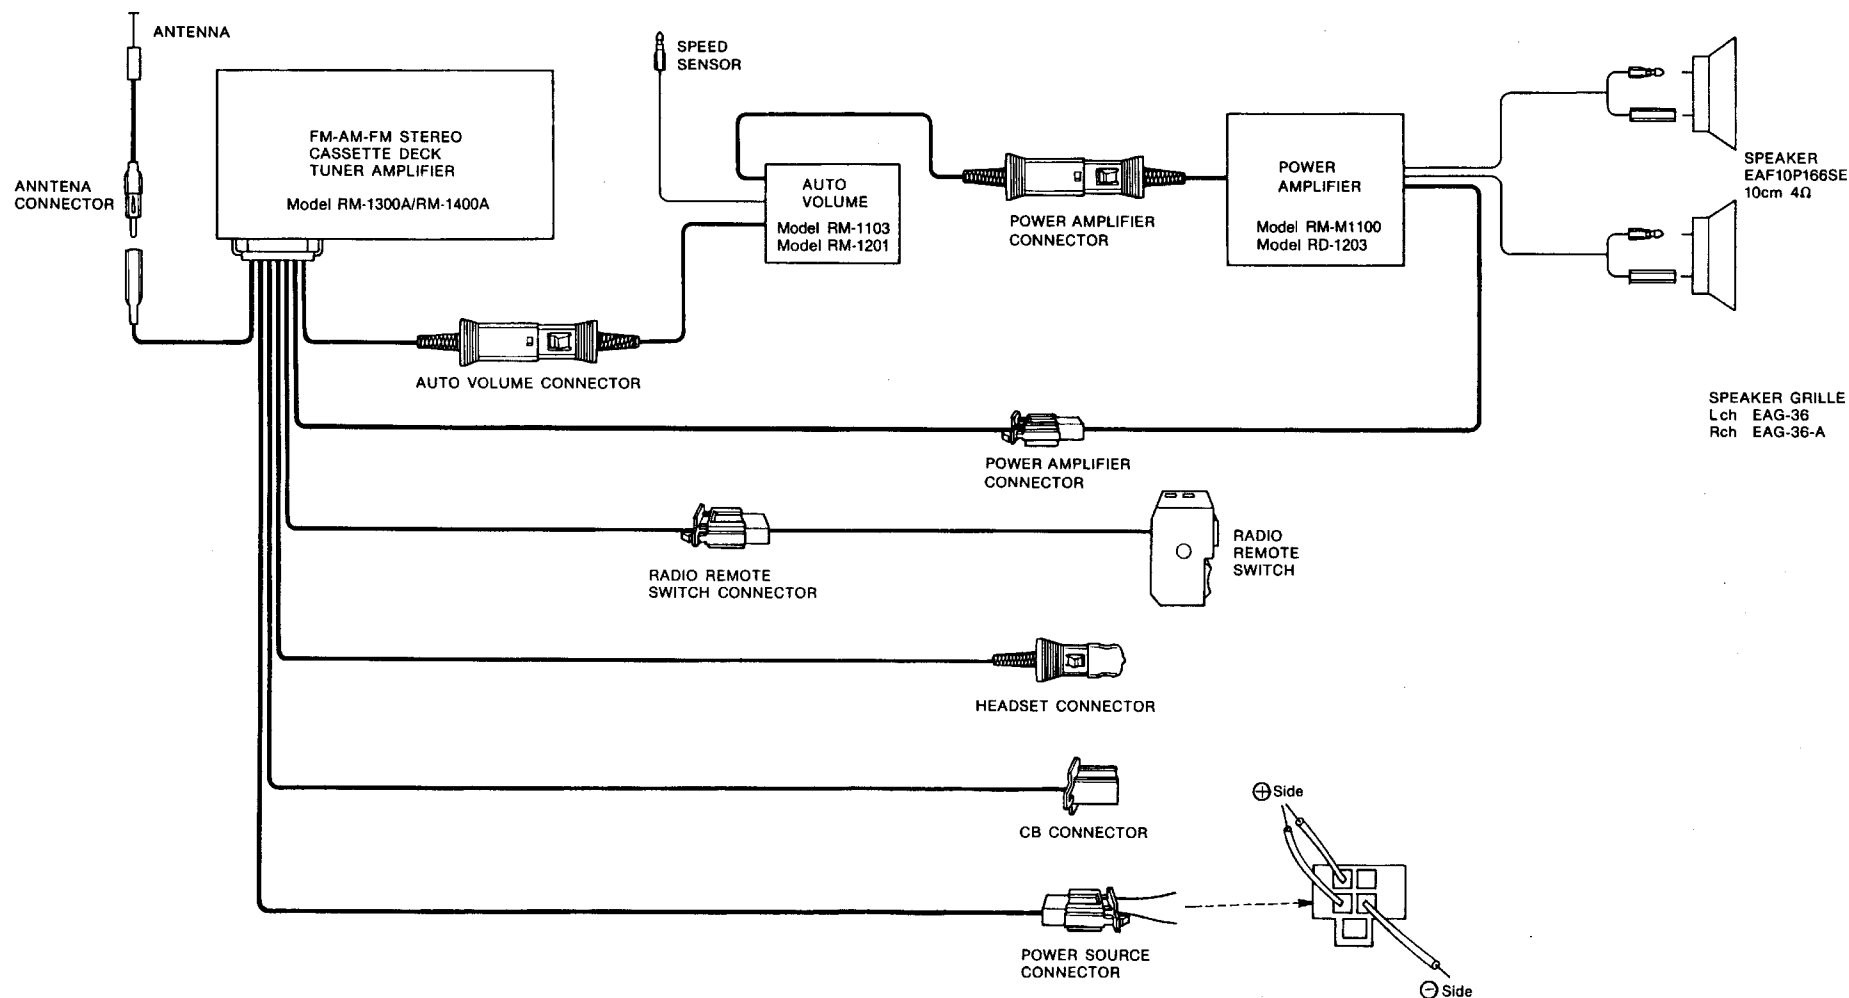 ANTENNA
ANNTENA
CONNECTOR
FM-AM-FM STEREO
CASSETTE DECK
TUNER AMPLIFIER
Model RM-1300A/RM-1400A
SPEED
SENSOR
AUTO
VOLUME
Model RM-1103
Model RM-1201
POWER AMPLIFIER
CONNECTOR
POWER
AMPLIFIER
Model RM-M1100
Model RD-1203
SPEAKER
EAF10P166SE
10cm 4Ω
AUTO VOLUME CONNECTOR
SPEAKER GRILLE
Lch EAG-36
Rch EAG-36-A
POWER AMPLIFIER
CONNECTOR
RADIO REMOTE
SWITCH CONNECTOR
RADIO
REMOTE
SWITCH
HEADSET CONNECTOR
CB CONNECTOR
⊕ Side
POWER SOURCE
CONNECTOR
⊖ Side